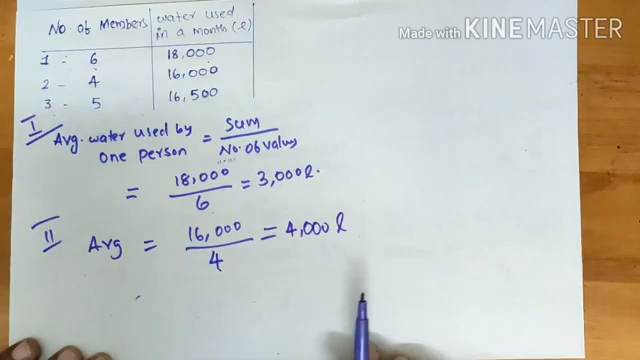 Made with KINEMASTER
No. of Members | water used in a month (l)
1 - 6 | 18,000
2 - 4 | 16,000
3 - 5 | 16,500
I
Avg. water used by one person = Sum / No. of values
= 18,000 / 6 = 3,000 l.
II Avg = 16,000 / 4 = 4,000 l